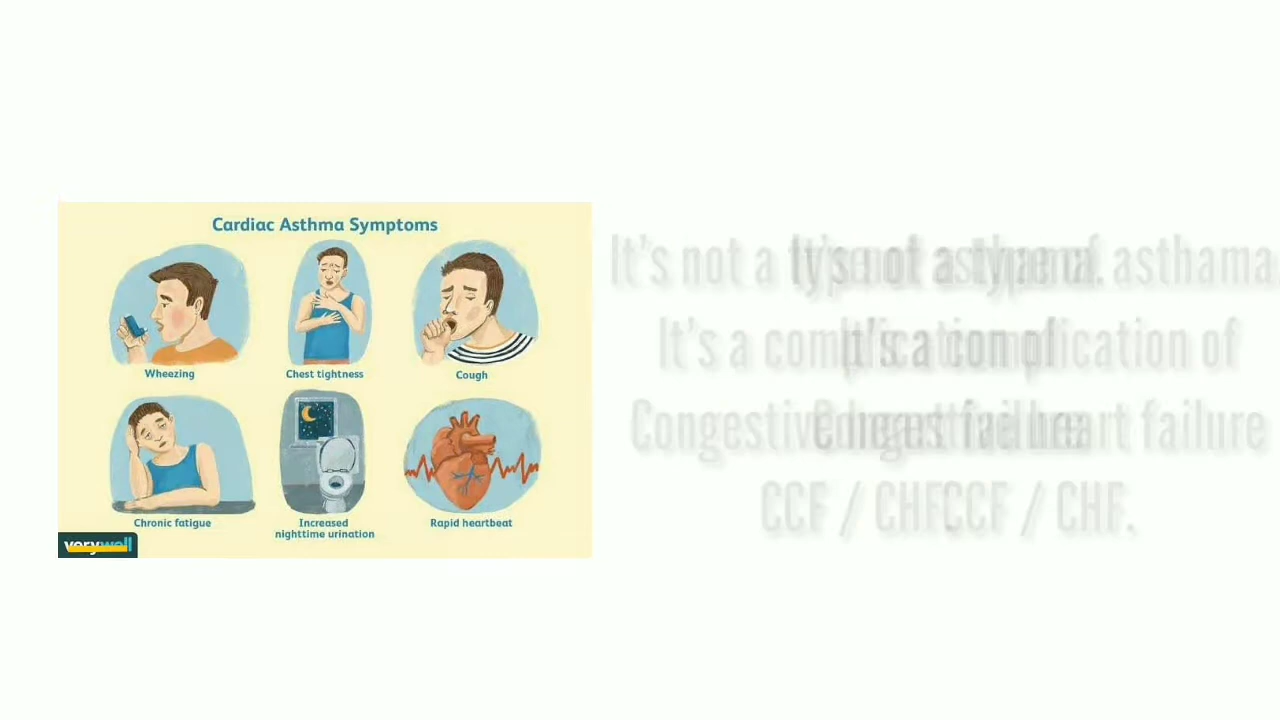 Cardiac Asthma Symptoms
Wheezing
Chest tightness
Cough
Chronic fatigue
Increased
nighttime urination
Rapid heartbeat
verywell
It's not a type of asthama.
It's a complication of
Congestive heart failure
CCF / CHF.